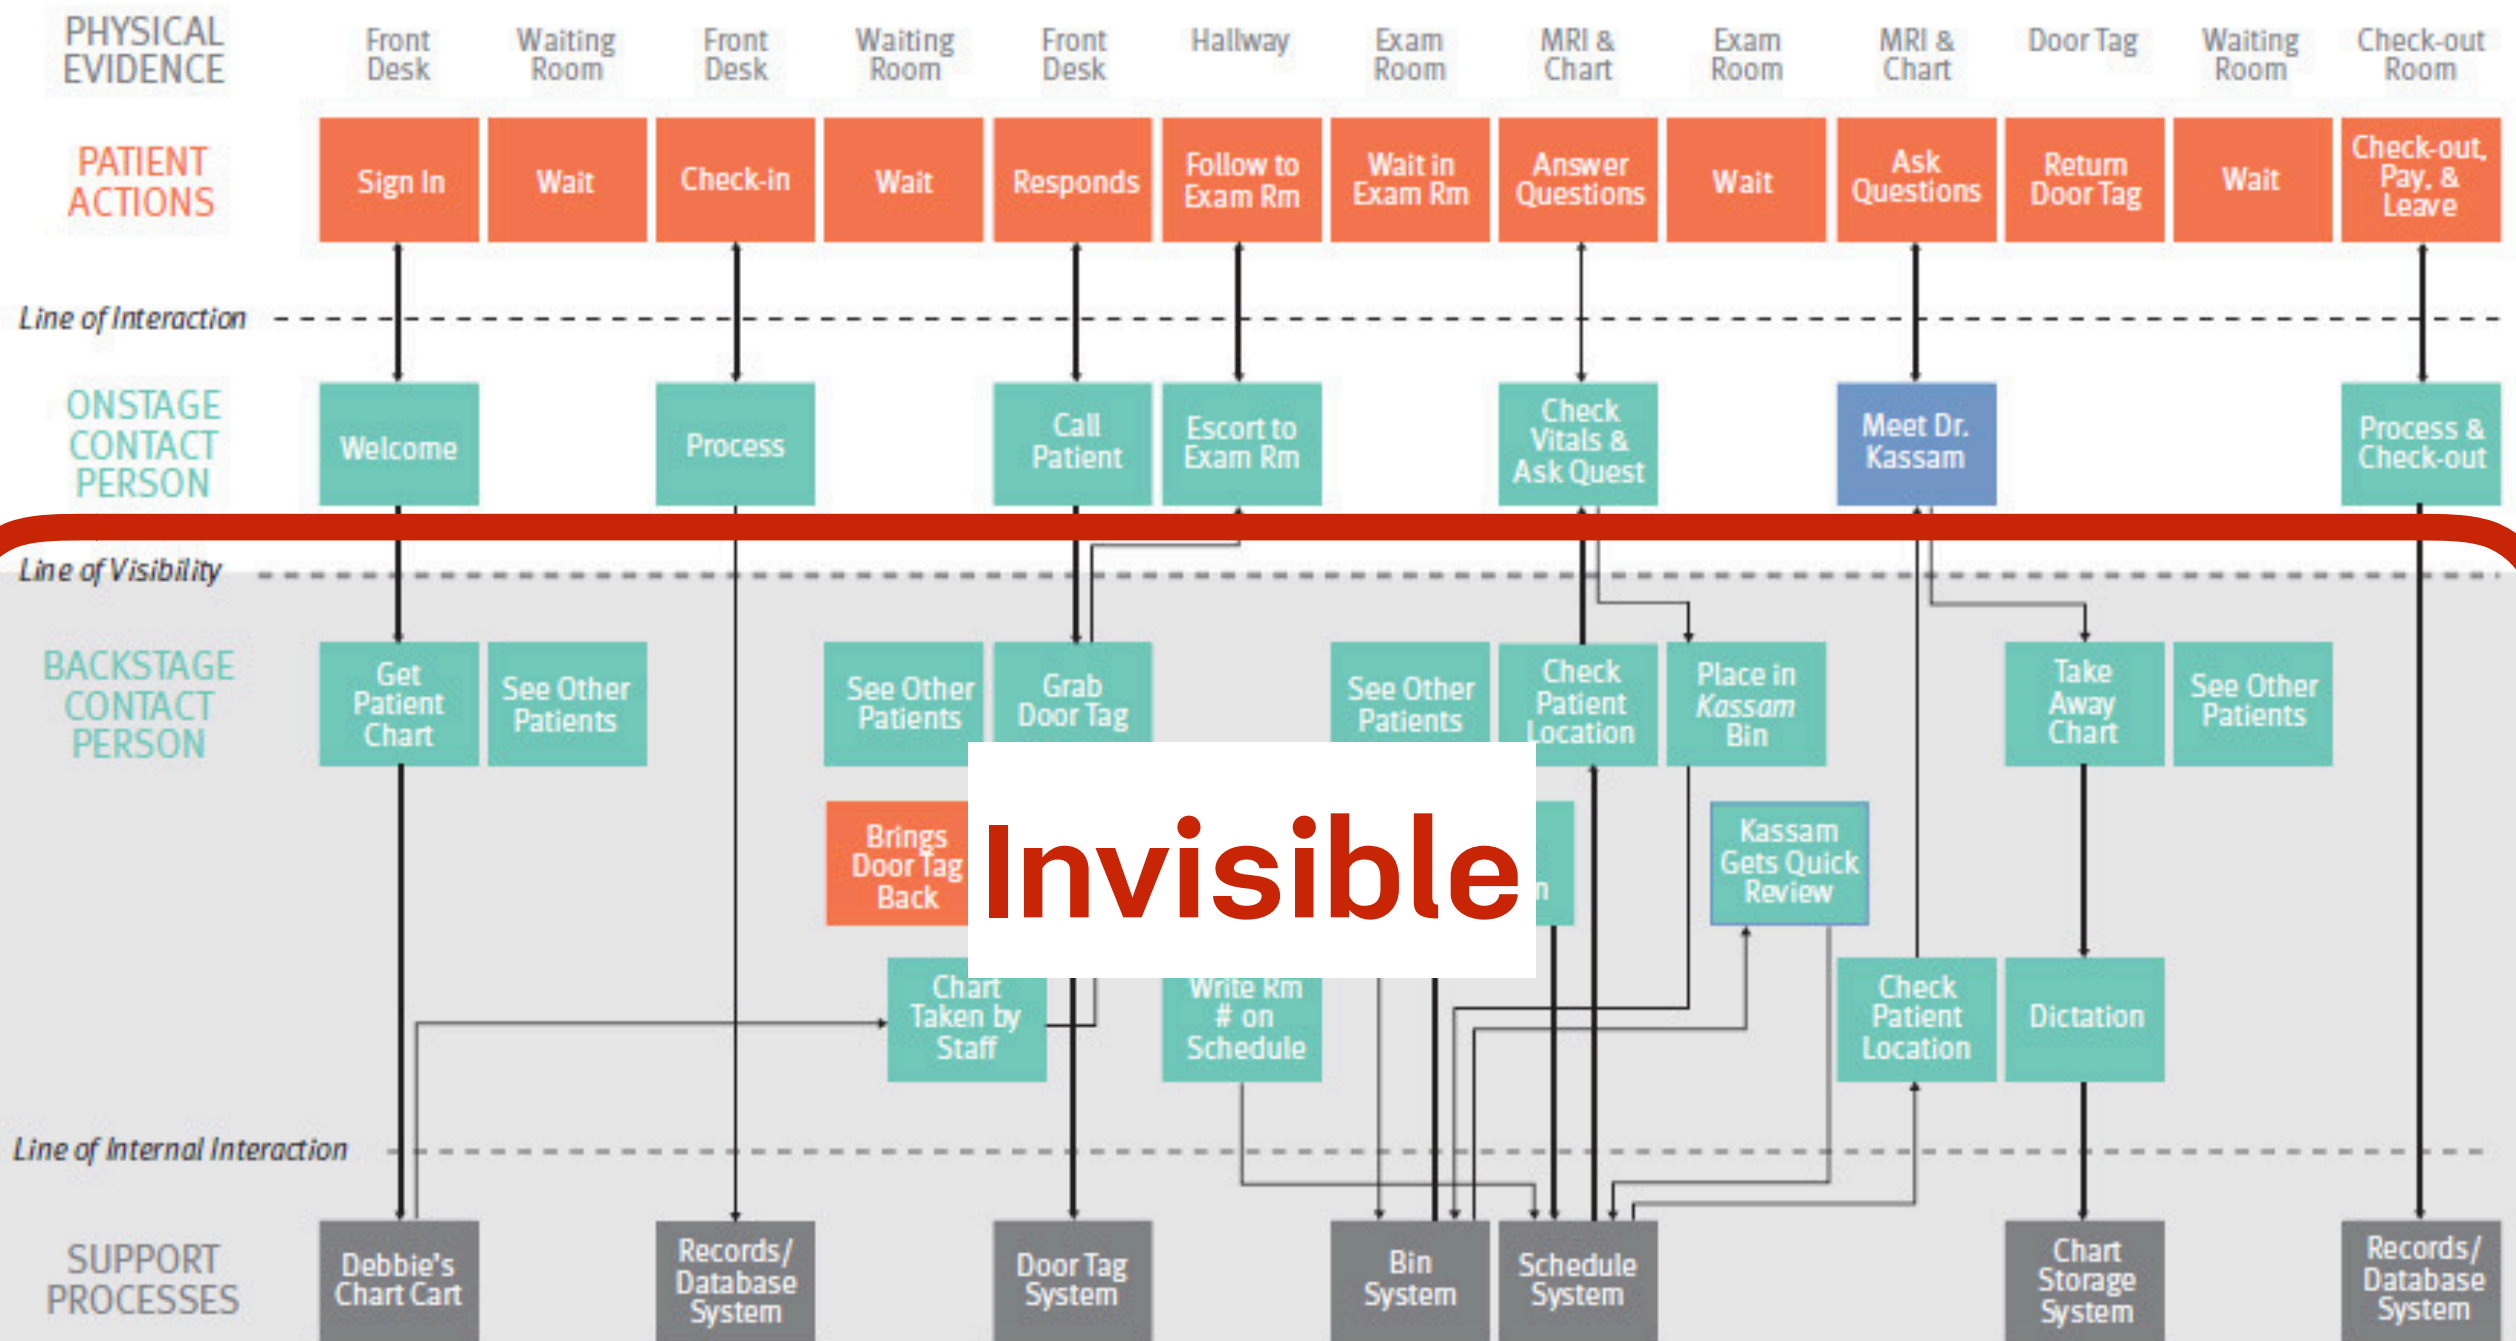 PHYSICAL
EVIDENCE
Front
Desk
Waiting
Room
Front
Desk
Waiting
Room
Front
Desk
Hallway
Exam
Room
MRI &
Chart
Exam
Room
MRI &
Chart
Door Tag
Waiting
Room
Check-out
Room
PATIENT
ACTIONS
Sign In
Wait
Check-in
Wait
Responds
Follow to
Exam Rm
Wait in
Exam Rm
Answer
Questions
Wait
Ask
Questions
Return
Door Tag
Wait
Check-out,
Pay, &
Leave
Line of Interaction
ONSTAGE
CONTACT
PERSON
Welcome
Process
Call
Patient
Escort to
Exam Rm
Check
Vitals &
Ask Quest
Meet Dr.
Kassam
Process &
Check-out
Line of Visibility
BACKSTAGE
CONTACT
PERSON
Get
Patient
Chart
See Other
Patients
See Other
Patients
Grab
Door Tag
See Other
Patients
Check
Patient
Location
Place in
Kassam
Bin
Take
Away
Chart
See Other
Patients
Brings
Door Tag
Back
Invisible
Kassam
Gets Quick
Review
Chart
Taken by
Staff
Write Rm
# on
Schedule
Check
Patient
Location
Dictation
Line of Internal Interaction
SUPPORT
PROCESSES
Debbie's
Chart Cart
Records/
Database
System
Door Tag
System
Bin
System
Schedule
System
Chart
Storage
System
Records/
Database
System